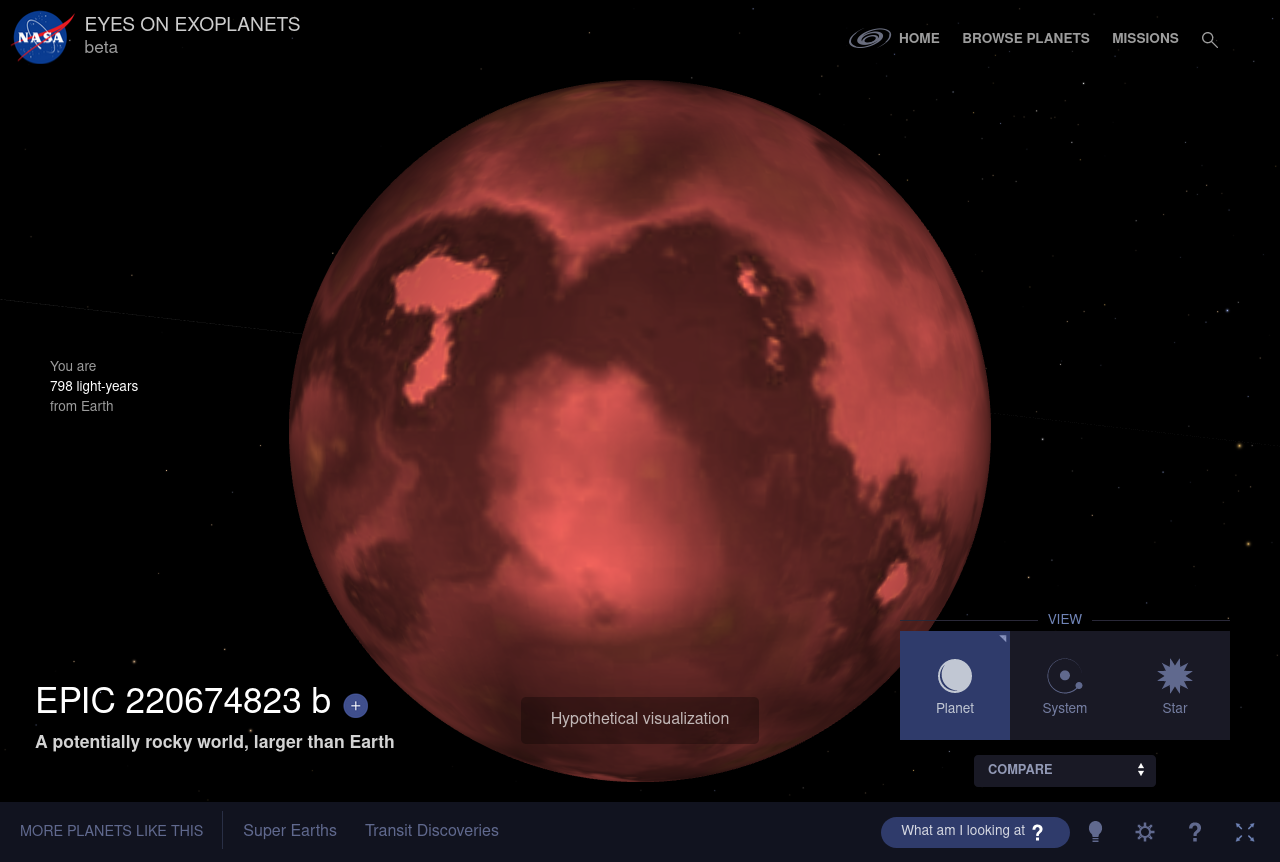 NASA
EYES ON EXOPLANETS
beta
HOME
BROWSE PLANETS
MISSIONS
You are
798 light-years
from Earth
EPIC 220674823 b +
A potentially rocky world, larger than Earth
Hypothetical visualization
VIEW
Planet
System
Star
COMPARE
MORE PLANETS LIKE THIS
Super Earths
Transit Discoveries
What am I looking at ?
?